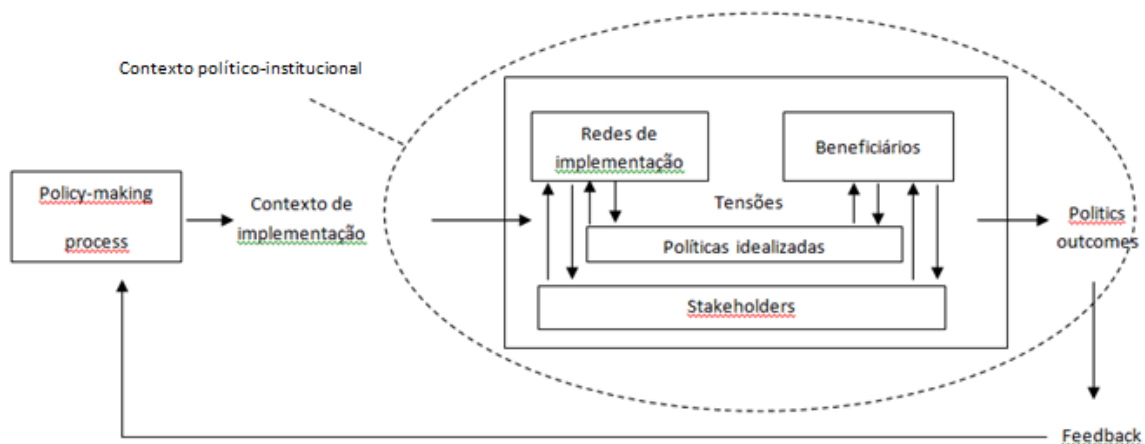 Contexto político-institucional
Redes de
implementação
Beneficiários
Policy-making
process
Contexto de
implementação
Tensões
Políticas idealizadas
Stakeholders
Politics
outcomes
Feedback